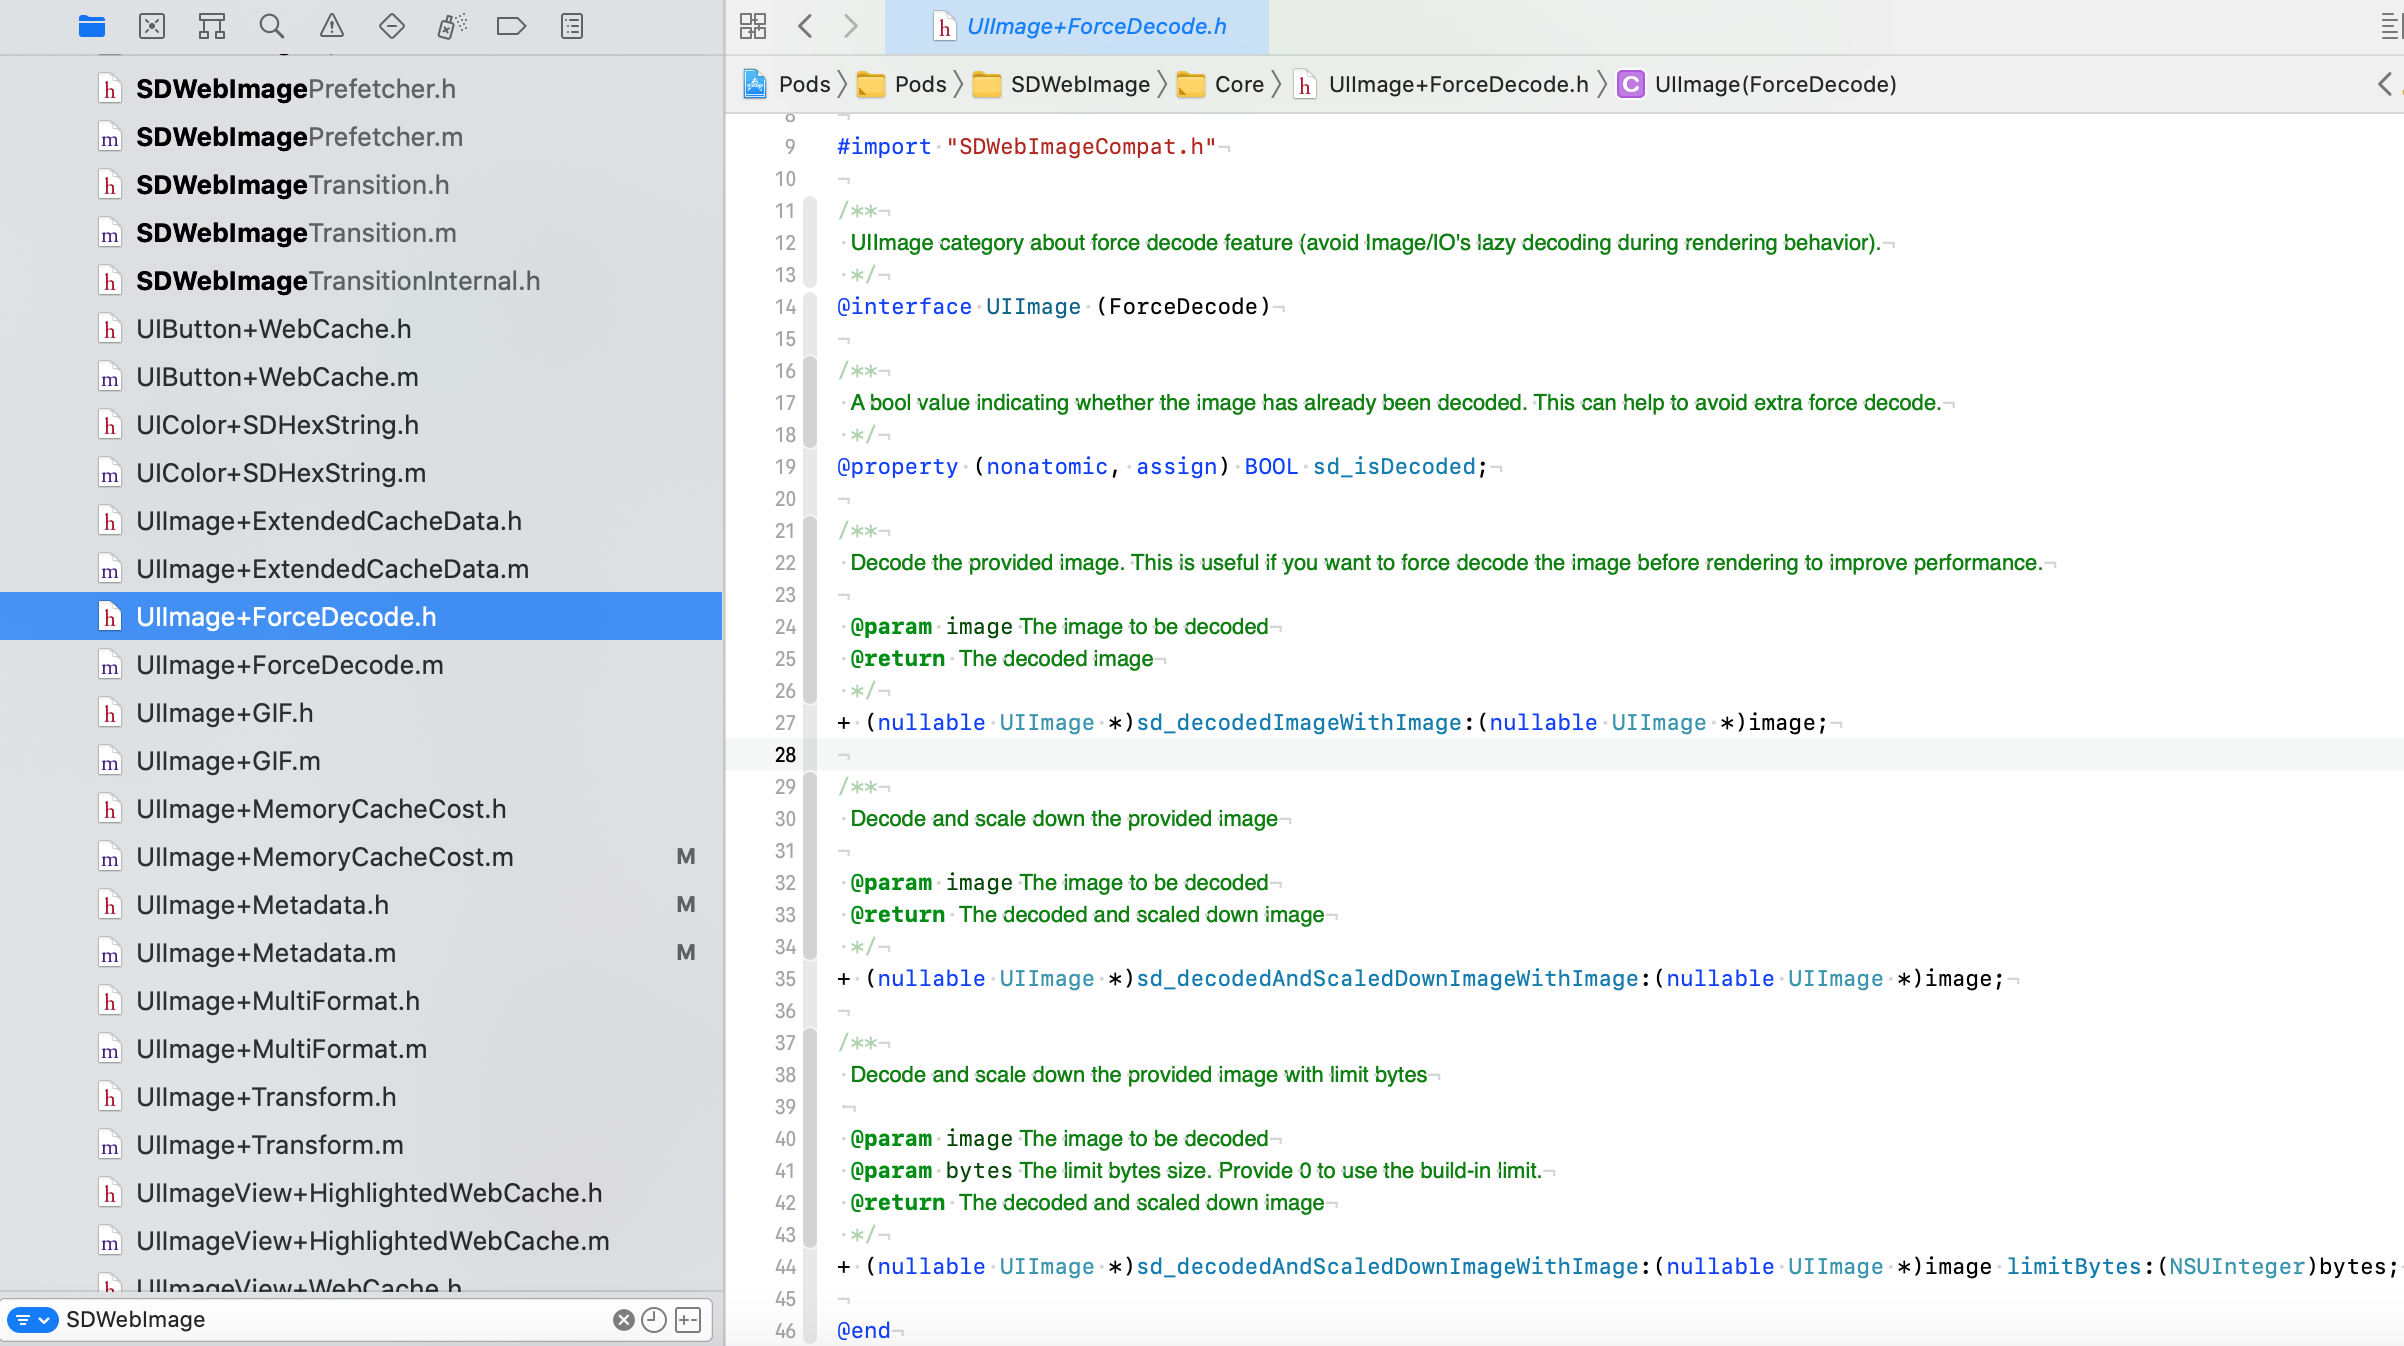 SDWebImagePrefetcher.h
SDWebImagePrefetcher.m
SDWebImageTransition.h
SDWebImageTransition.m
SDWebImageTransitionInternal.h
UIButton+WebCache.h
UIButton+WebCache.m
UIColor+SDHexString.h
UIColor+SDHexString.m
UIImage+ExtendedCacheData.h
UIImage+ExtendedCacheData.m
UIImage+ForceDecode.h
UIImage+ForceDecode.m
UIImage+GIF.h
UIImage+GIF.m
UIImage+MemoryCacheCost.h
UIImage+MemoryCacheCost.m M
UIImage+Metadata.h M
UIImage+Metadata.m M
UIImage+MultiFormat.h
UIImage+MultiFormat.m
UIImage+Transform.h
UIImage+Transform.m
UIImageView+HighlightedWebCache.h
UIImageView+HighlightedWebCache.m
UIImageView+WebCache.h
SDWebImage
UIImage+ForceDecode.h
Pods Pods SDWebImage Core UIImage+ForceDecode.h C UIImage(ForceDecode)
8
9 #import "SDWebImageCompat.h"
10
11 /**
12 UIImage category about force decode feature (avoid Image/IO's lazy decoding during rendering behavior).
13 */
14 @interface UIImage (ForceDecode)
15
16 /**
17 A bool value indicating whether the image has already been decoded. This can help to avoid extra force decode.
18 */
19 @property (nonatomic, assign) BOOL sd_isDecoded;
20
21 /**
22 Decode the provided image. This is useful if you want to force decode the image before rendering to improve performance.
23
24 @param image The image to be decoded
25 @return The decoded image
26 */
27 + (nullable UIImage *)sd_decodedImageWithImage:(nullable UIImage *)image;
28
29 /**
30 Decode and scale down the provided image
31
32 @param image The image to be decoded
33 @return The decoded and scaled down image
34 */
35 + (nullable UIImage *)sd_decodedAndScaledDownImageWithImage:(nullable UIImage *)image;
36
37 /**
38 Decode and scale down the provided image with limit bytes
39
40 @param image The image to be decoded
41 @param bytes The limit bytes size. Provide 0 to use the build-in limit.
42 @return The decoded and scaled down image
43 */
44 + (nullable UIImage *)sd_decodedAndScaledDownImageWithImage:(nullable UIImage *)image limitBytes:(NSUInteger)bytes;
45
46 @end